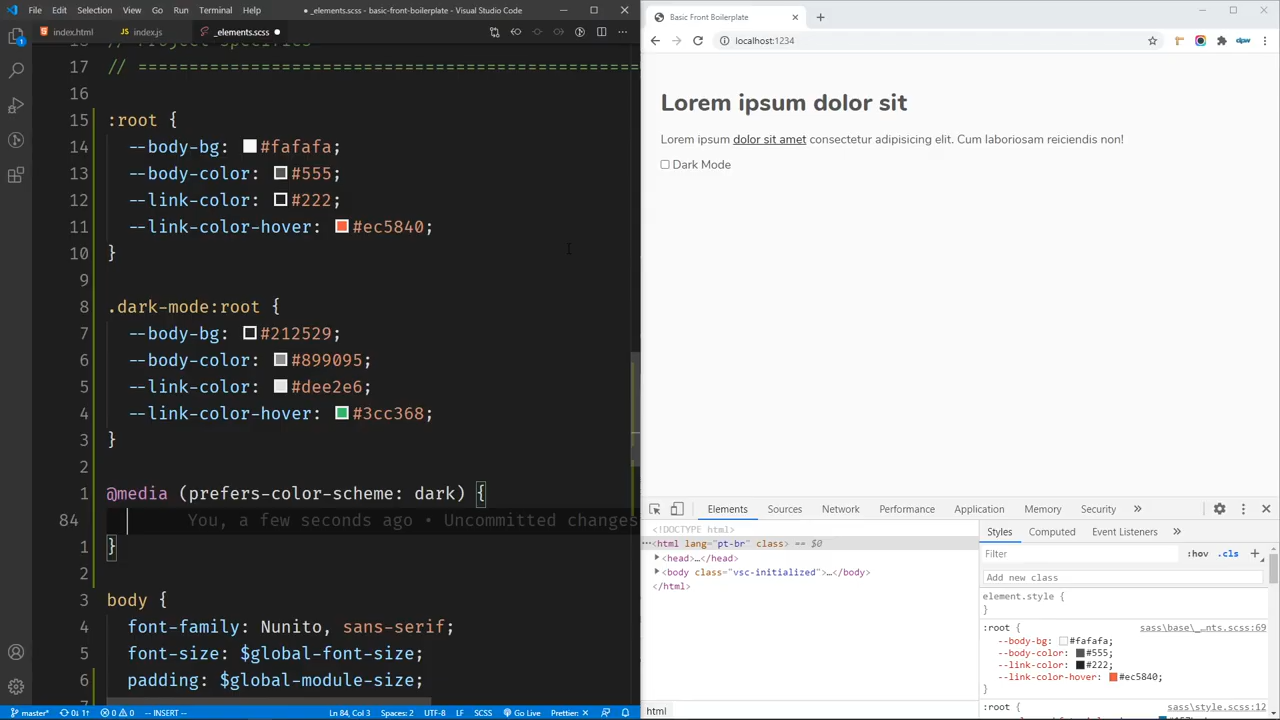 File Edit Selection View Go Run Terminal Help
_elements.scss - basic-front-boilerplate - Visual Studio Code
index.html index.js _elements.scss
17 // =================================================
16
15 :root {
14 --body-bg: #fafafa;
13 --body-color: #555;
12 --link-color: #222;
11 --link-color-hover: #ec5840;
10 }
9
8 .dark-mode:root {
7 --body-bg: #212529;
6 --body-color: #899095;
5 --link-color: #dee2e6;
4 --link-color-hover: #3cc368;
3 }
2
1 @media (prefers-color-scheme: dark) {
84 You, a few seconds ago • Uncommitted changes
1 }
2
3 body {
4 font-family: Nunito, sans-serif;
5 font-size: $global-font-size;
6 padding: $global-module-size;
master* 0↓ 1↑ 0 0 -- INSERT -- Ln 84, Col 3 Spaces: 2 UTF-8 LF SCSS Go Live Prettier: ×
Basic Front Boilerplate
localhost:1234
dpw
Lorem ipsum dolor sit
Lorem ipsum dolor sit amet consectetur adipisicing elit. Cum laboriosam reiciendis non!
Dark Mode
Elements Sources Network Performance Application Memory Security »
<!DOCTYPE html>
<html lang="pt-br" class> == $0
<head>…</head>
<body class="vsc-initialized">…</body>
</html>
html
Styles Computed Event Listeners »
Filter :hov .cls +
Add new class
element.style {
}
:root { sass\base\_…nts.scss:69
--body-bg: #fafafa;
--body-color: #555;
--link-color: #222;
--link-color-hover: #ec5840;
}
:root { sass\style.scss:12